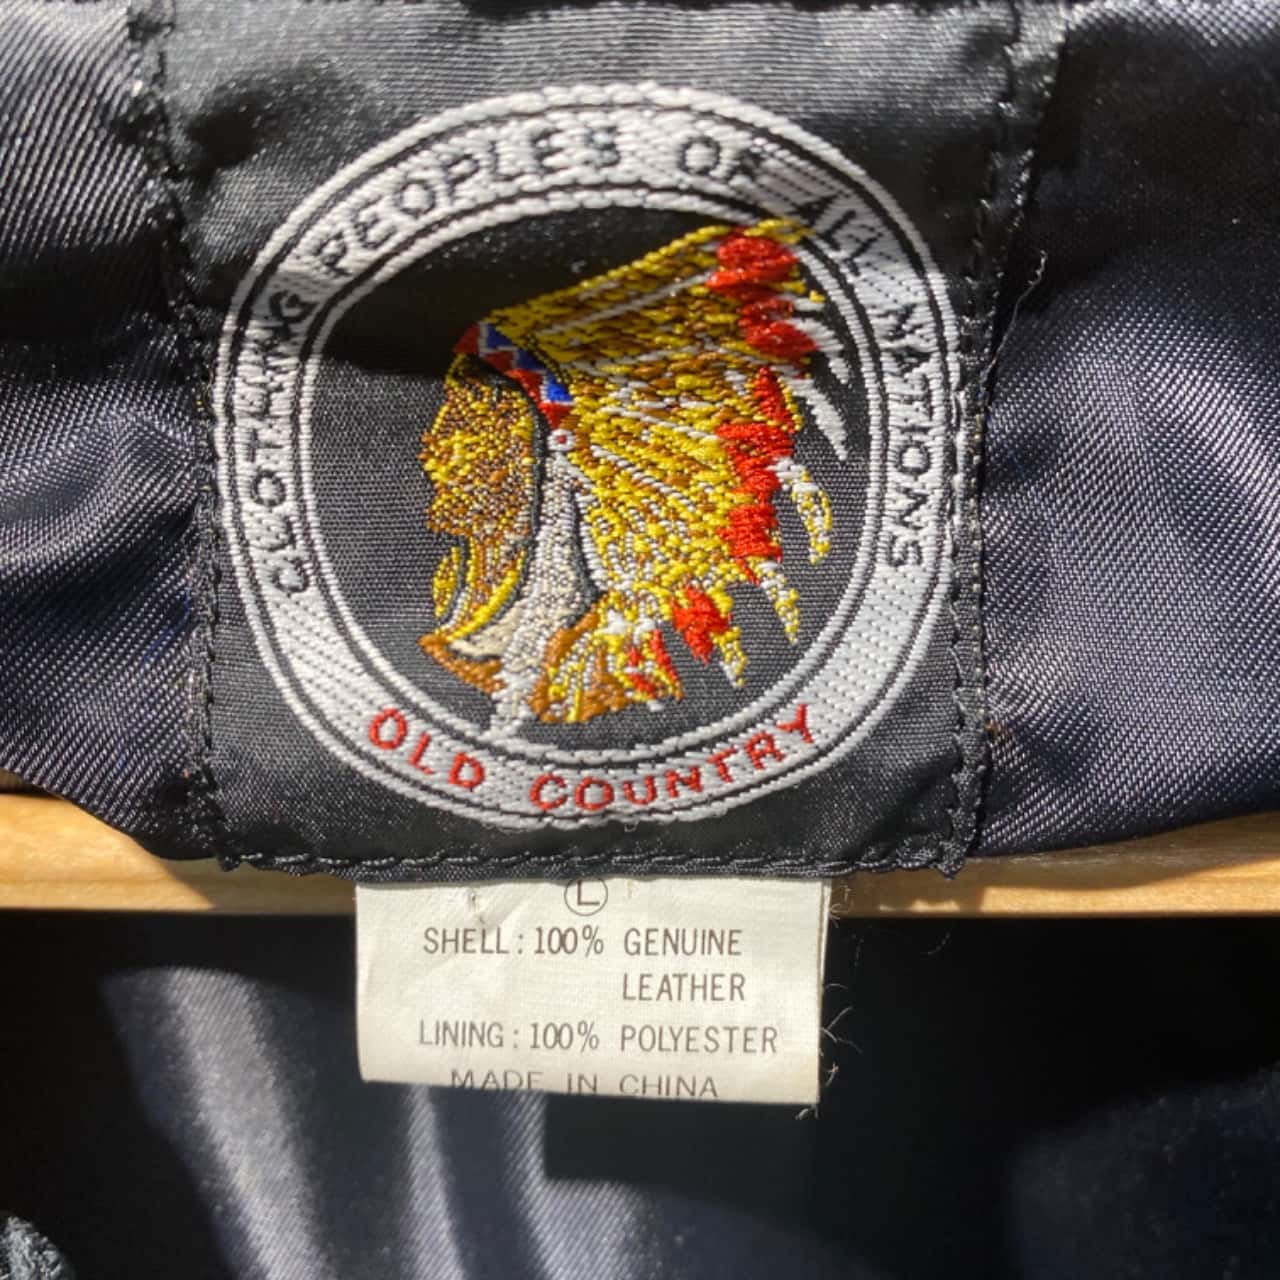 CLOTHING PEOPLES OF ALL NATIONS
OLD COUNTRY
L
SHELL : 100% GENUINE
LEATHER
LINING : 100% POLYESTER
MADE IN CHINA